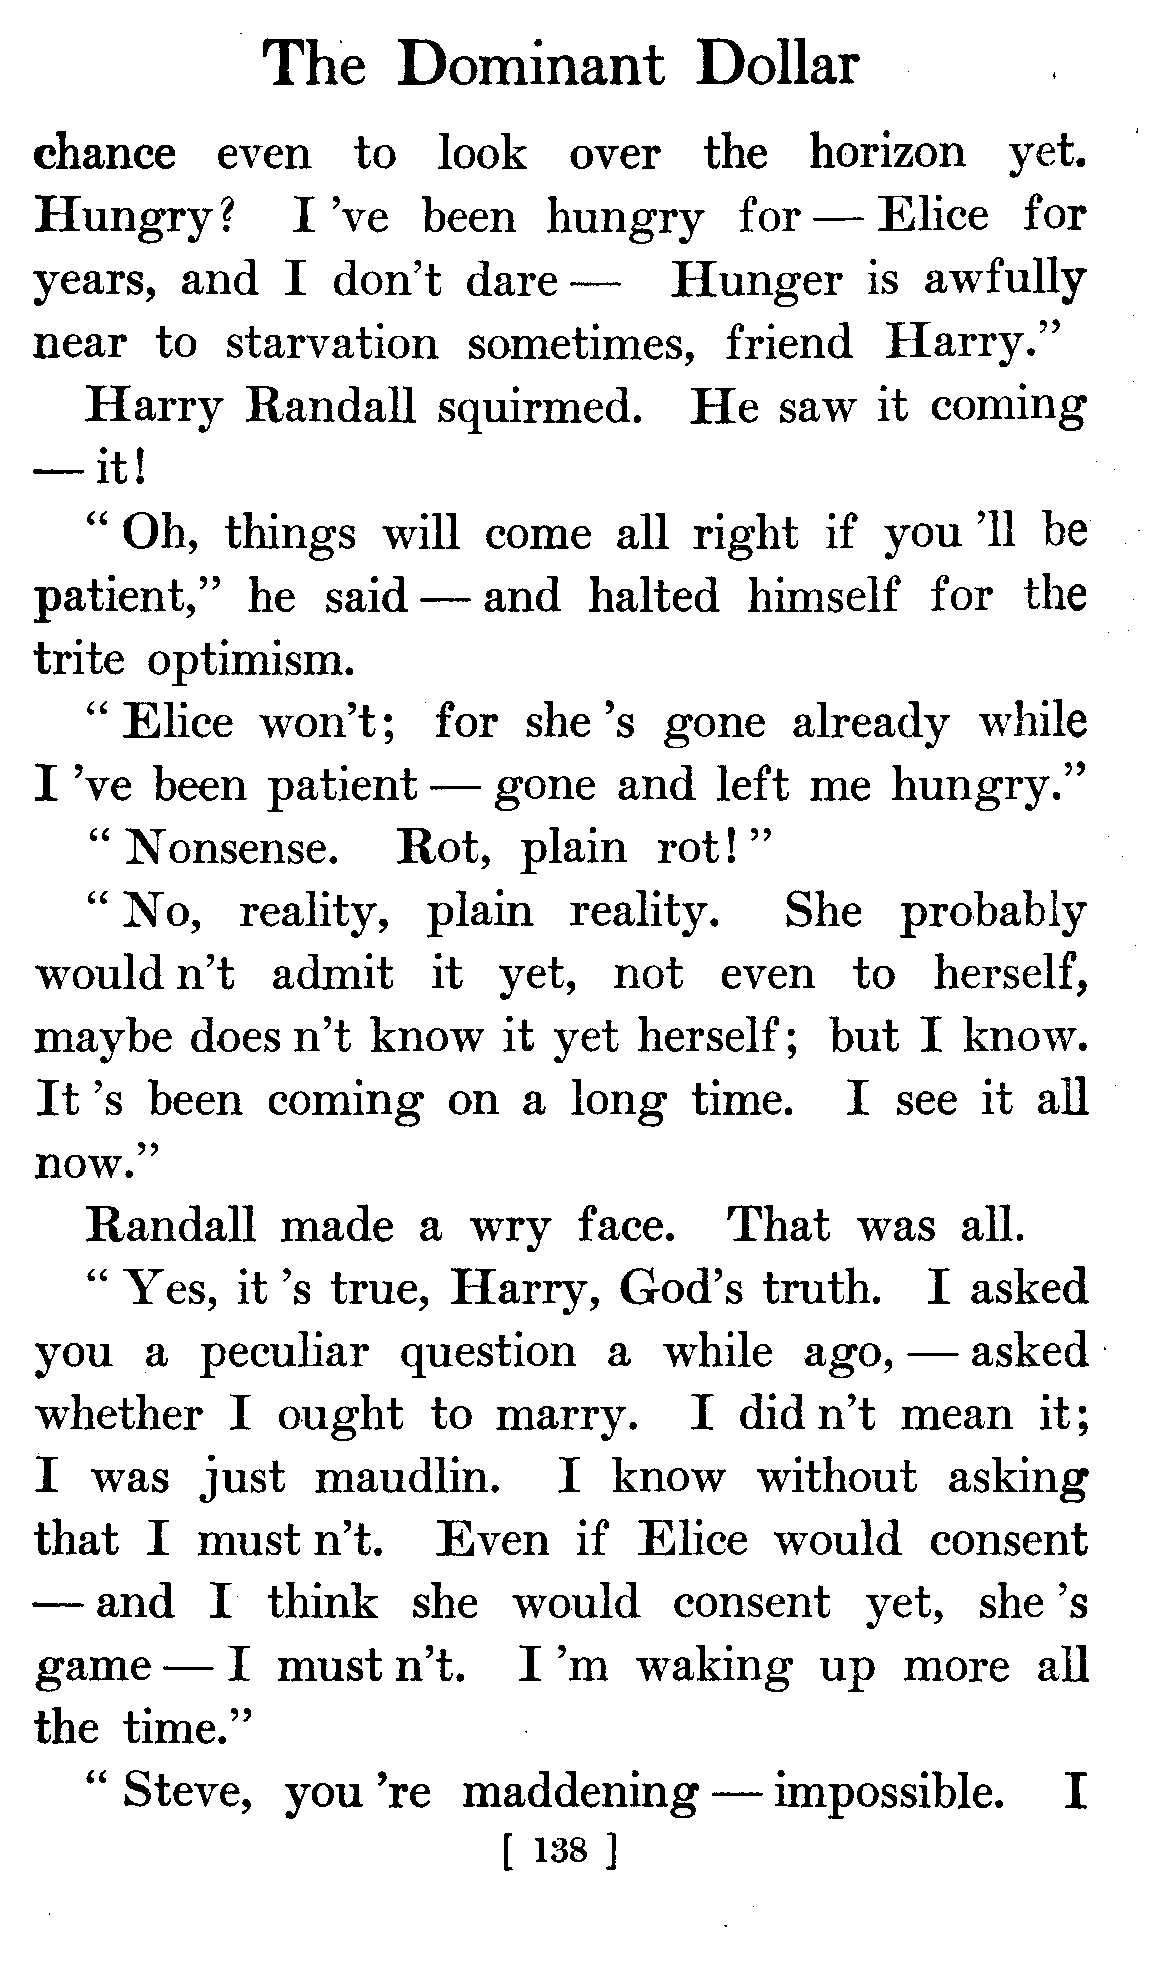 The Dominant Dollar
chance even to look over the horizon yet.
Hungry? I 've been hungry for — Elice for
years, and I don't dare — Hunger is awfully
near to starvation sometimes, friend Harry."
Harry Randall squirmed. He saw it coming
— it!
" Oh, things will come all right if you 'll be
patient," he said — and halted himself for the
trite optimism.
" Elice won't; for she 's gone already while
I 've been patient — gone and left me hungry."
" Nonsense. Rot, plain rot! "
" No, reality, plain reality. She probably
would n't admit it yet, not even to herself,
maybe does n't know it yet herself; but I know.
It 's been coming on a long time. I see it all
now."
Randall made a wry face. That was all.
" Yes, it 's true, Harry, God's truth. I asked
you a peculiar question a while ago, — asked
whether I ought to marry. I did n't mean it;
I was just maudlin. I know without asking
that I must n't. Even if Elice would consent
— and I think she would consent yet, she 's
game — I must n't. I 'm waking up more all
the time."
" Steve, you 're maddening — impossible. I
[ 138 ]